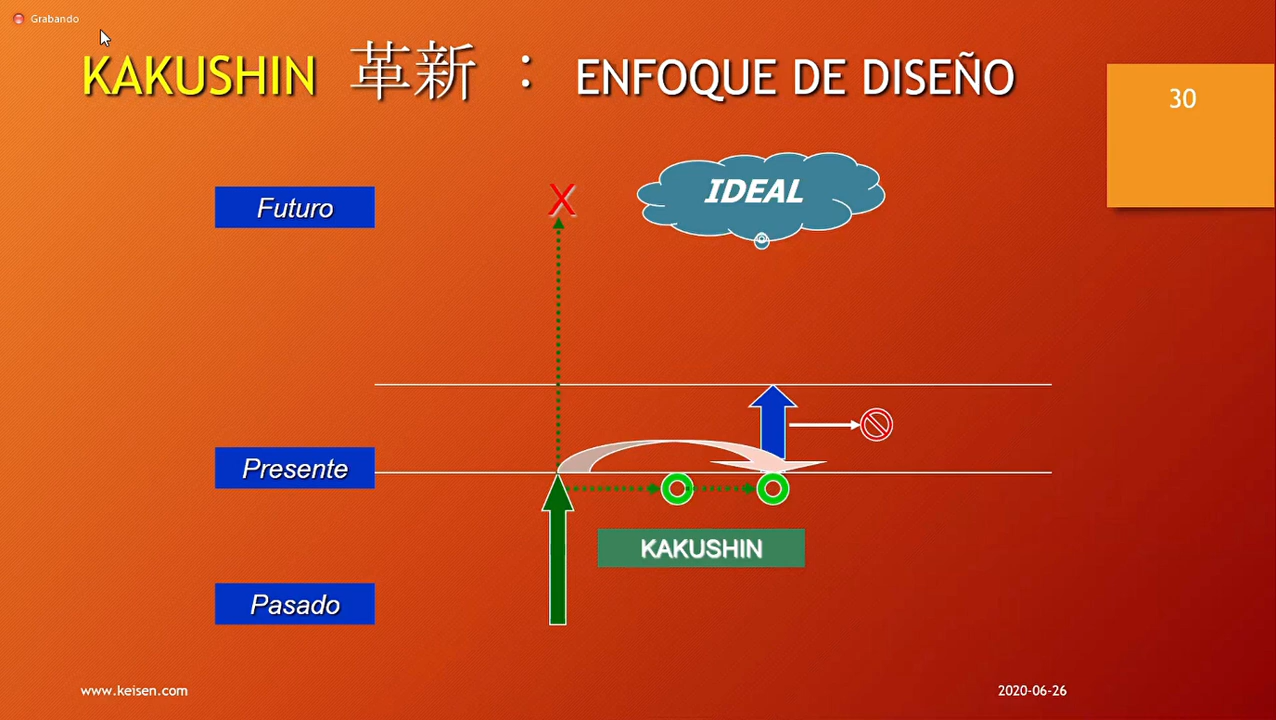 Grabando
KAKUSHIN 革新 : ENFOQUE DE DISEÑO
30
Futuro
X
IDEAL
Presente
KAKUSHIN
Pasado
www.keisen.com
2020-06-26